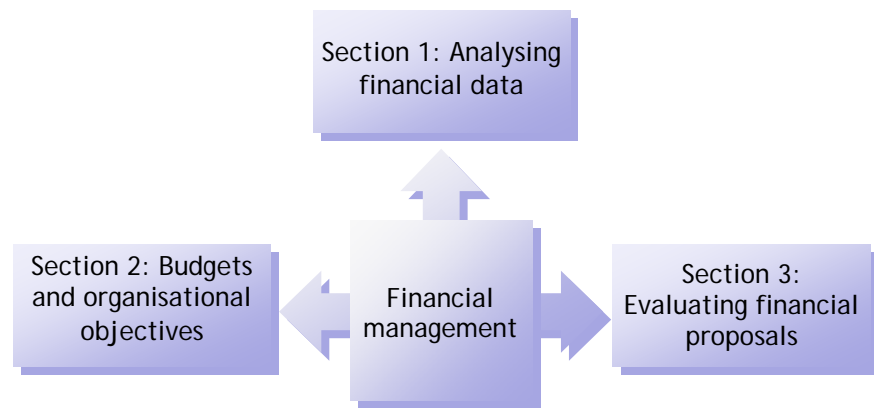 Section 1: Analysing
financial data
Section 2: Budgets
and organisational
objectives
Financial
management
Section 3:
Evaluating financial
proposals